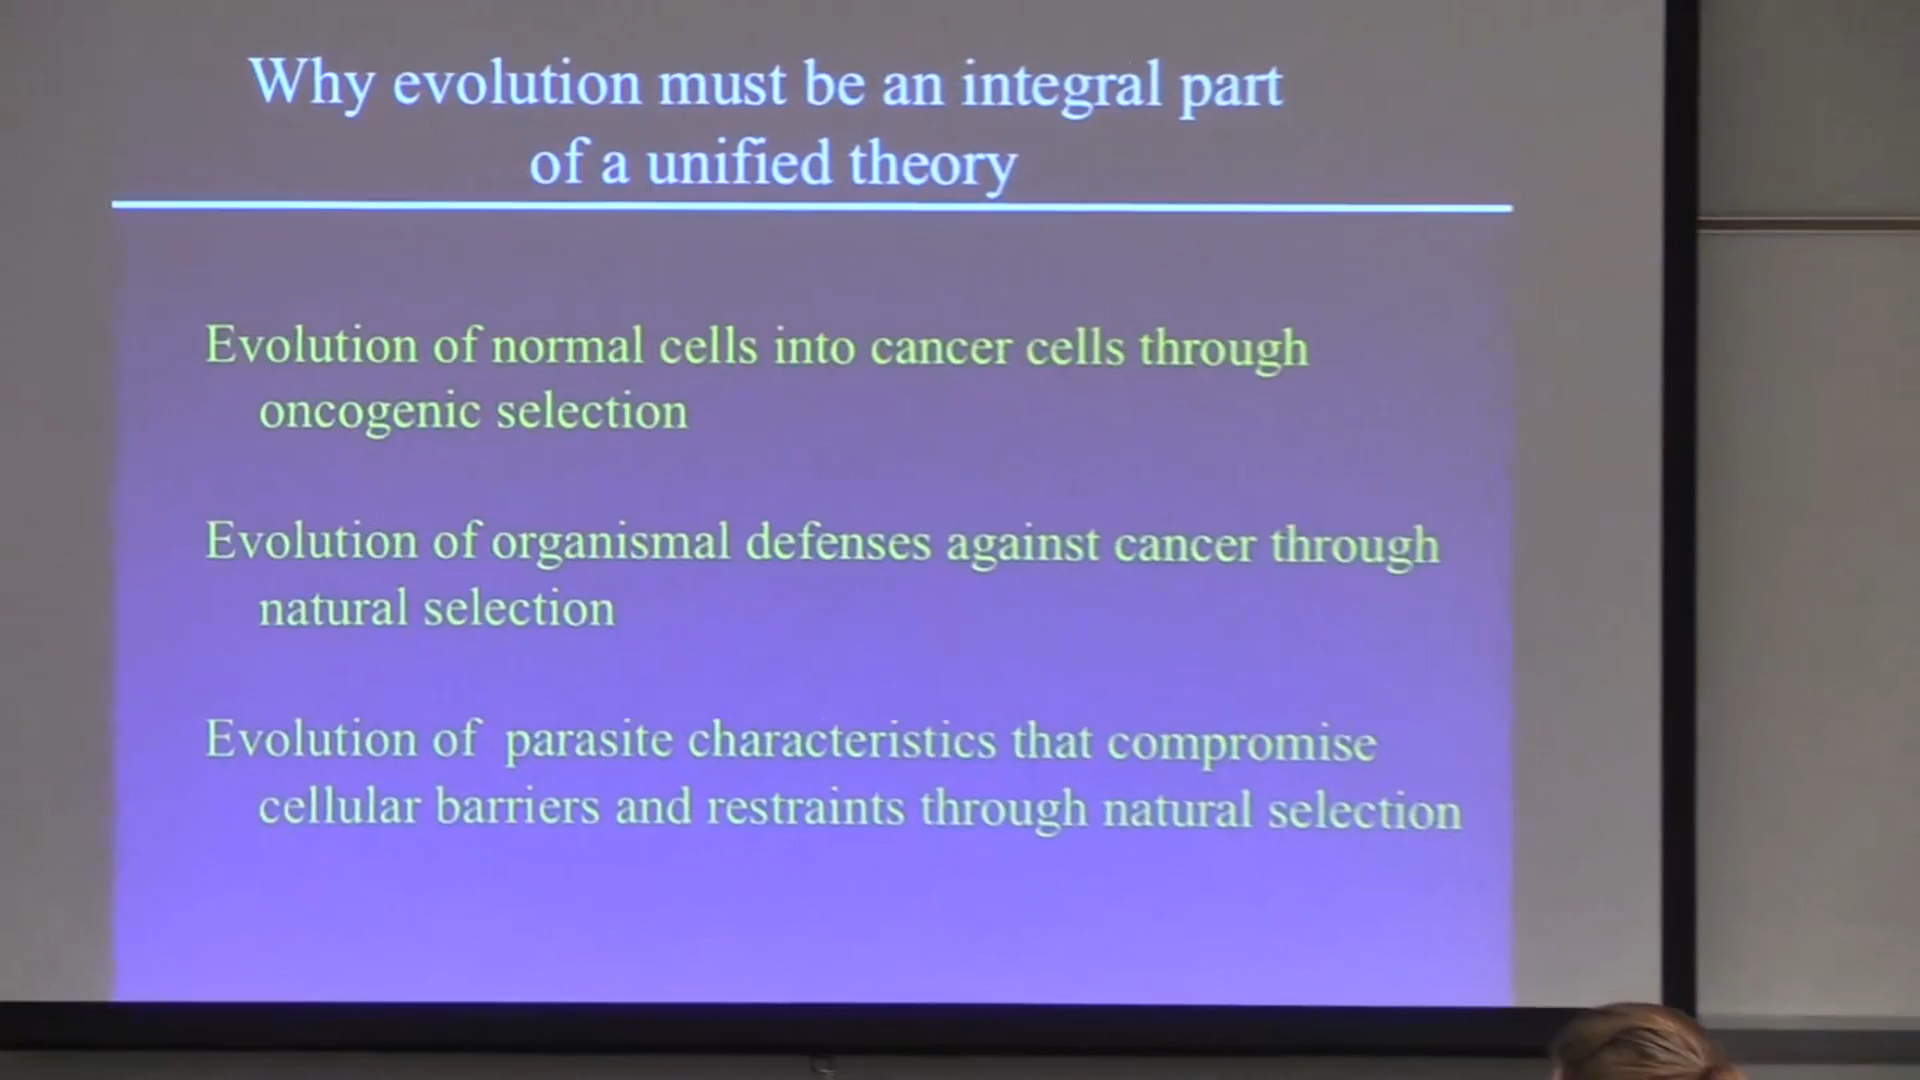 Why evolution must be an integral part
of a unified theory
Evolution of normal cells into cancer cells through
oncogenic selection
Evolution of organismal defenses against cancer through
natural selection
Evolution of parasite characteristics that compromise
cellular barriers and restraints through natural selection